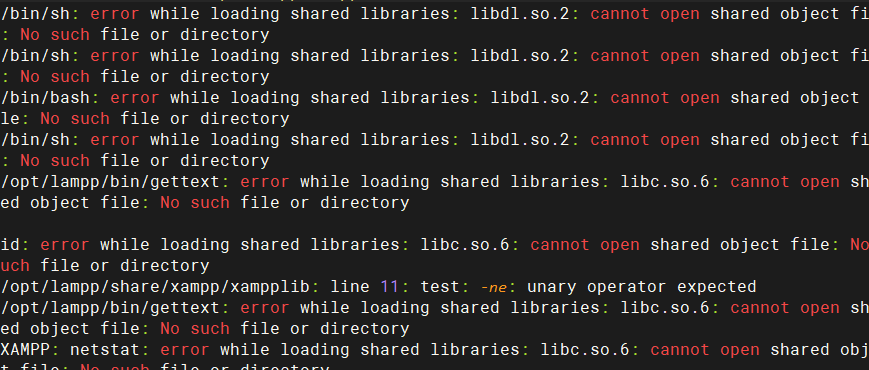 /bin/sh: error while loading shared libraries: libdl.so.2: cannot open shared object fi
: No such file or directory
/bin/sh: error while loading shared libraries: libdl.so.2: cannot open shared object fi
: No such file or directory
/bin/bash: error while loading shared libraries: libdl.so.2: cannot open shared object
le: No such file or directory
/bin/sh: error while loading shared libraries: libdl.so.2: cannot open shared object fi
: No such file or directory
/opt/lampp/bin/gettext: error while loading shared libraries: libc.so.6: cannot open sh
ed object file: No such file or directory
id: error while loading shared libraries: libc.so.6: cannot open shared object file: No
uch file or directory
/opt/lampp/share/xampp/xampplib: line 11: test: -ne: unary operator expected
/opt/lampp/bin/gettext: error while loading shared libraries: libc.so.6: cannot open sh
ed object file: No such file or directory
XAMPP: netstat: error while loading shared libraries: libc.so.6: cannot open shared obj
t file: No such file or directory